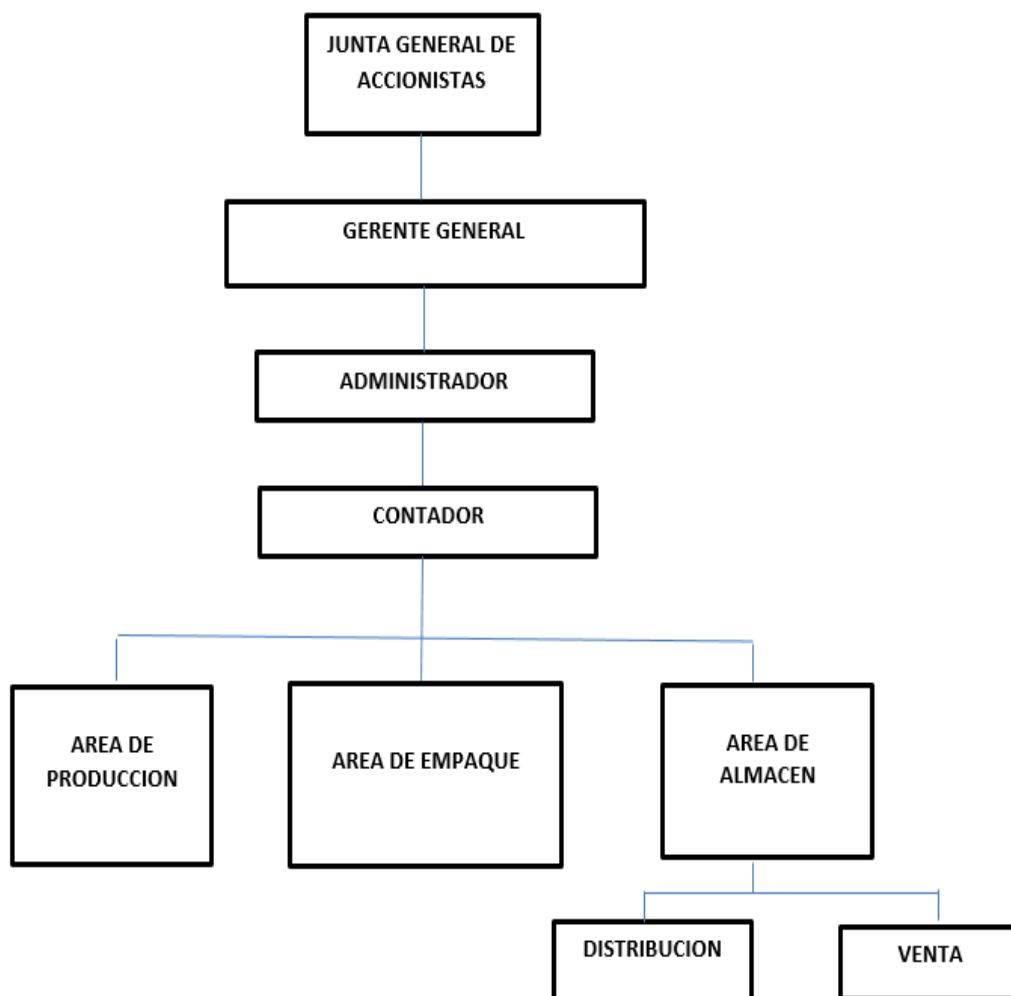 JUNTA GENERAL DE
ACCIONISTAS
GERENTE GENERAL
ADMINISTRADOR
CONTADOR
AREA DE
PRODUCCION
AREA DE EMPAQUE
AREA DE
ALMACEN
DISTRIBUCION
VENTA